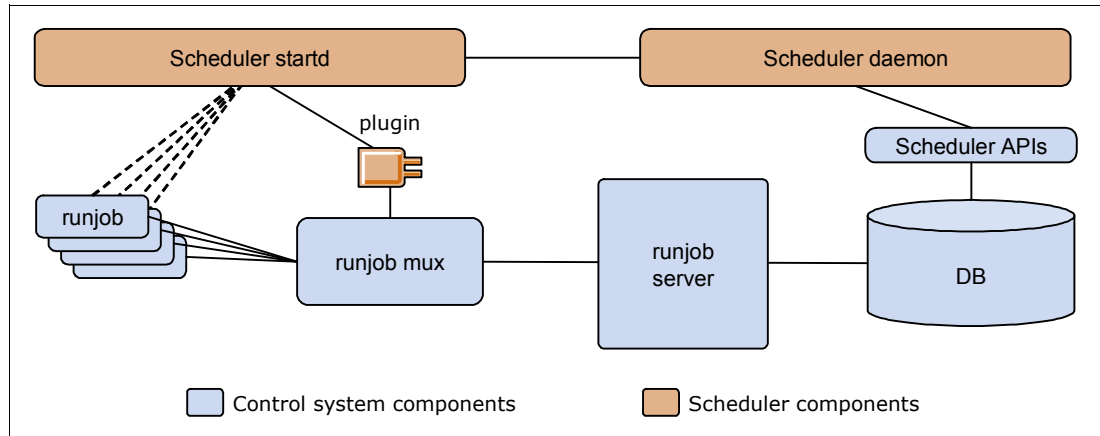 Scheduler startd
Scheduler daemon
plugin
Scheduler APIs
runjob
runjob mux
runjob
server
DB
Control system components
Scheduler components